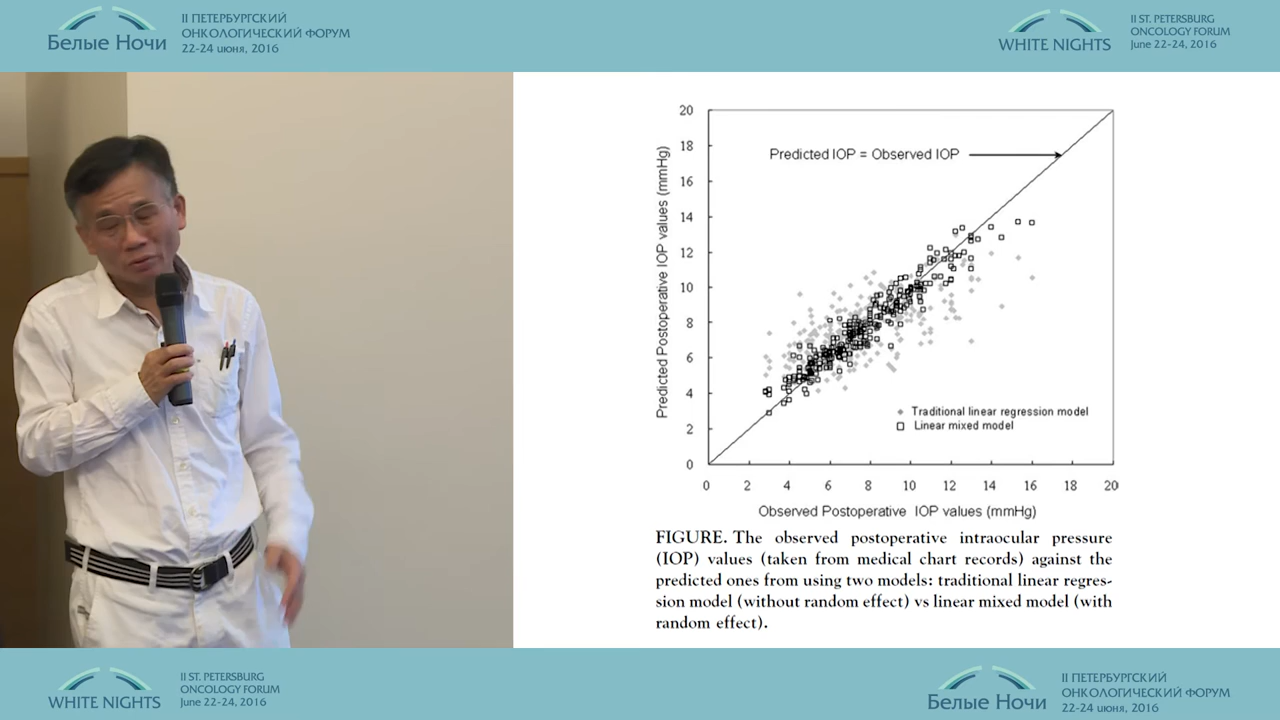 II ПЕТЕРБУРГСКИЙ
ОНКОЛОГИЧЕСКИЙ ФОРУМ
22-24 июня, 2016
Белые Ночи
WHITE NIGHTS
II ST. PETERSBURG
ONCOLOGY FORUM
June 22-24, 2016
20
18
16
14
12
10
8
6
4
2
0
Predicted Postoperative IOP values (mmHg)
Predicted IOP = Observed IOP
Traditional linear regression model
Linear mixed model
0 2 4 6 8 10 12 14 16 18 20
Observed Postoperative IOP values (mmHg)
FIGURE. The observed postoperative intraocular pressure
(IOP) values (taken from medical chart records) against the
predicted ones from using two models: traditional linear regres-
sion model (without random effect) vs linear mixed model (with
random effect).
WHITE NIGHTS
II ST. PETERSBURG
ONCOLOGY FORUM
June 22-24, 2016
Белые Ночи
II ПЕТЕРБУРГСКИЙ
ОНКОЛОГИЧЕСКИЙ ФОРУМ
22-24 июня, 2016